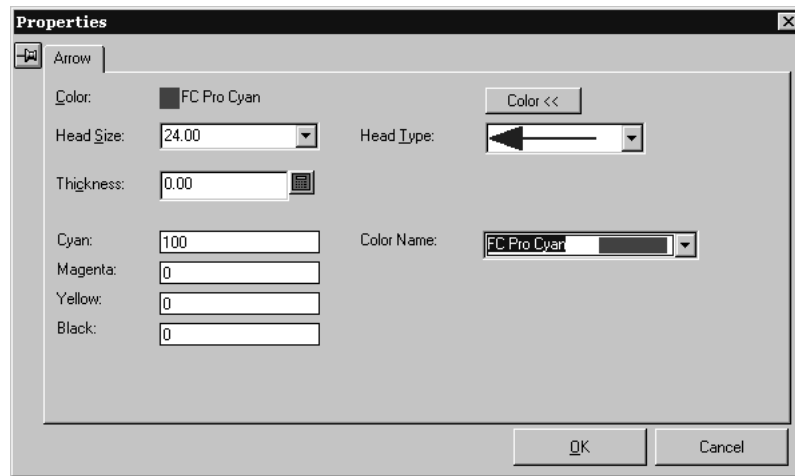 Properties
Arrow
Color: FC Pro Cyan Color <<
Head Size: 24.00 Head Type:
Thickness: 0.00
Cyan: 100 Color Name: FC Pro Cyan
Magenta: 0
Yellow: 0
Black: 0
OK Cancel